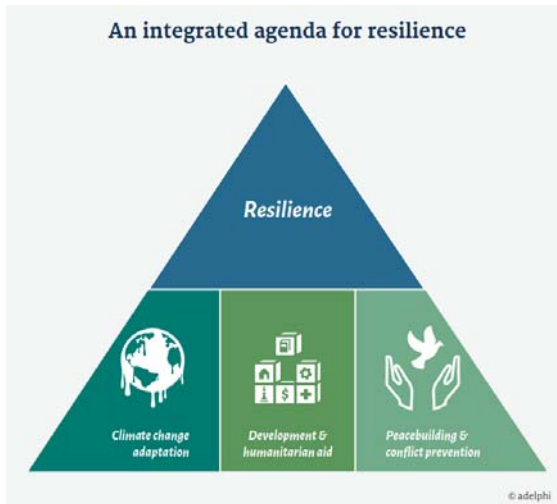 An integrated agenda for resilience
Resilience
Climate change
adaptation
Development &
humanitarian aid
$
Peacebuilding &
conflict prevention
© adelphi